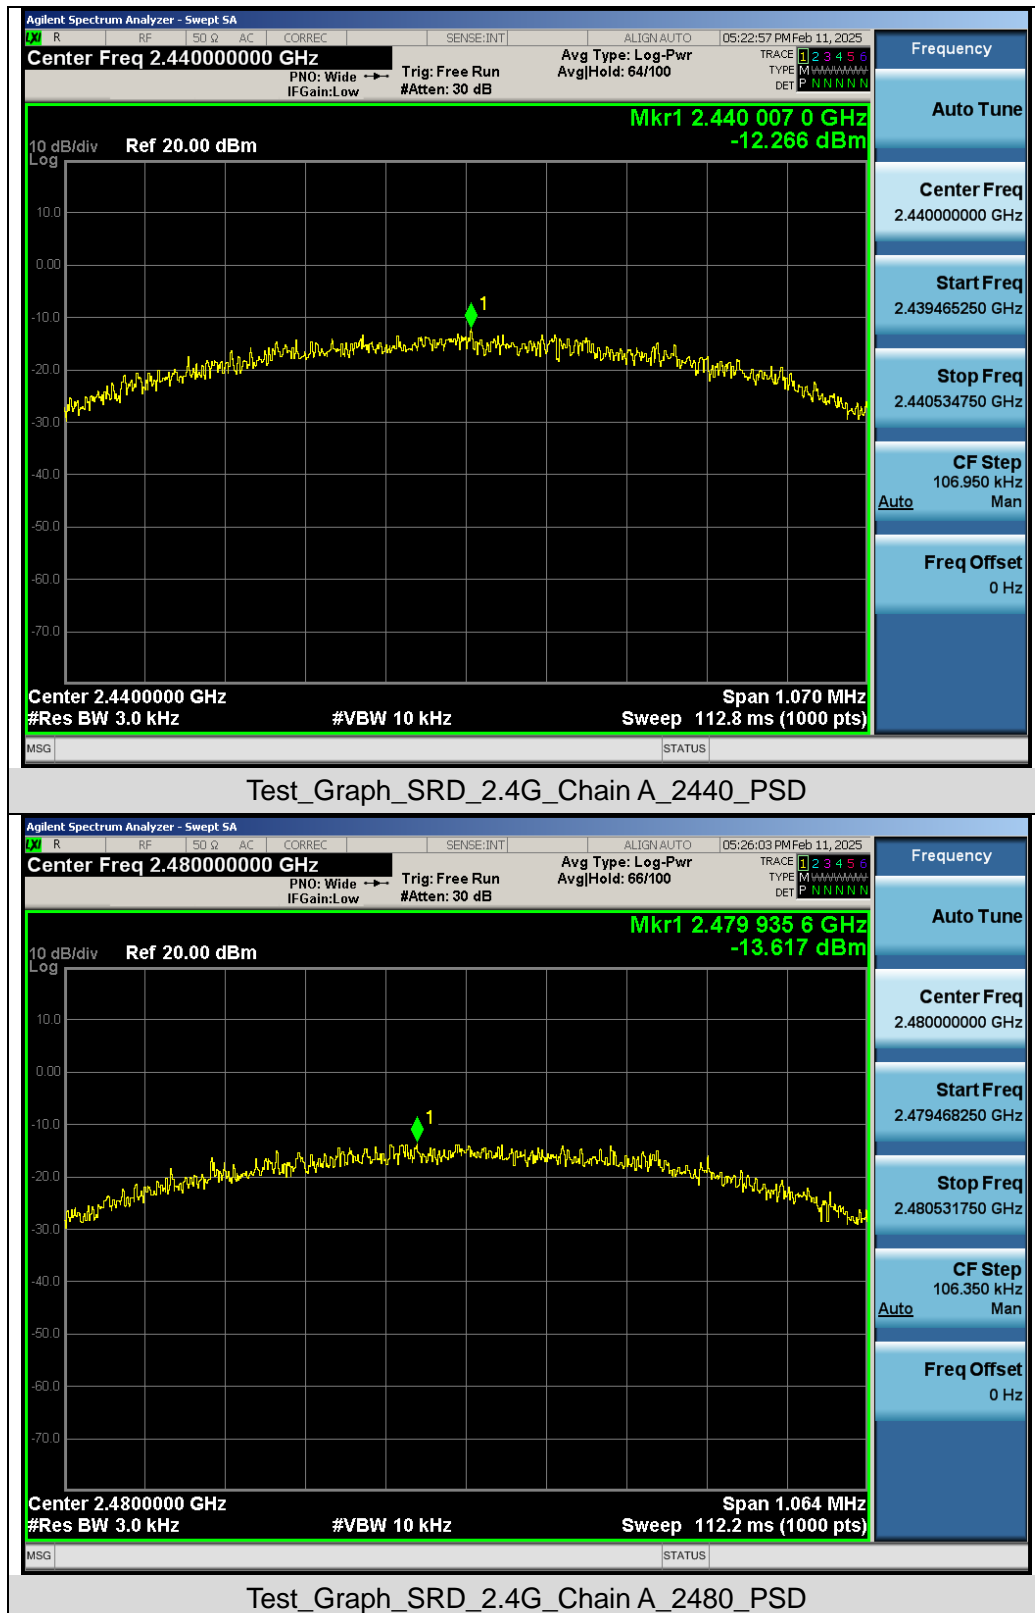 Agilent Spectrum Analyzer - Swept SA
LXI R RF 50 Ω AC CORREC SENSE:INT ALIGN AUTO 05:22:57 PM Feb 11, 2025
Center Freq 2.440000000 GHz
PNO: Wide
IFGain:Low
Trig: Free Run
#Atten: 30 dB
Avg Type: Log-Pwr
Avg|Hold: 64/100
TRACE 1 2 3 4 5 6
TYPE M
DET P N N N N N
Mkr1 2.440 007 0 GHz
-12.266 dBm
10 dB/div Ref 20.00 dBm
Log
10.0
0.00
-10.0
-20.0
-30.0
-40.0
-50.0
-60.0
-70.0
1
Center 2.4400000 GHz
Span 1.070 MHz
#Res BW 3.0 kHz
#VBW 10 kHz
Sweep 112.8 ms (1000 pts)
MSG
STATUS
Frequency
Auto Tune
Center Freq
2.440000000 GHz
Start Freq
2.439465250 GHz
Stop Freq
2.440534750 GHz
CF Step
106.950 kHz
Auto Man
Freq Offset
0 Hz
Test_Graph_SRD_2.4G_Chain A_2440_PSD
Agilent Spectrum Analyzer - Swept SA
LXI R RF 50 Ω AC CORREC SENSE:INT ALIGN AUTO 05:26:03 PM Feb 11, 2025
Center Freq 2.480000000 GHz
PNO: Wide
IFGain:Low
Trig: Free Run
#Atten: 30 dB
Avg Type: Log-Pwr
Avg|Hold: 66/100
TRACE 1 2 3 4 5 6
TYPE M
DET P N N N N N
Mkr1 2.479 935 6 GHz
-13.617 dBm
10 dB/div Ref 20.00 dBm
Log
10.0
0.00
-10.0
-20.0
-30.0
-40.0
-50.0
-60.0
-70.0
1
Center 2.4800000 GHz
Span 1.064 MHz
#Res BW 3.0 kHz
#VBW 10 kHz
Sweep 112.2 ms (1000 pts)
MSG
STATUS
Frequency
Auto Tune
Center Freq
2.480000000 GHz
Start Freq
2.479468250 GHz
Stop Freq
2.480531750 GHz
CF Step
106.350 kHz
Auto Man
Freq Offset
0 Hz
Test_Graph_SRD_2.4G_Chain A_2480_PSD